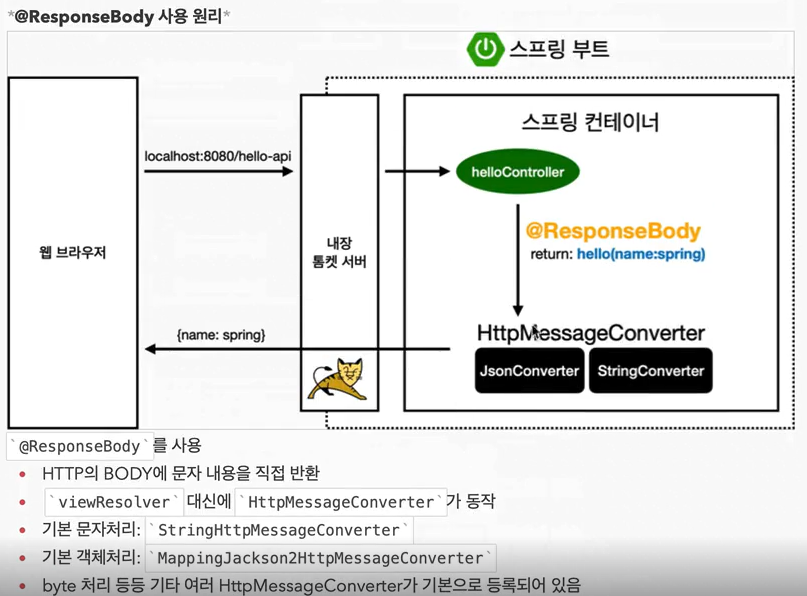 *@ResponseBody 사용 원리*
스프링 부트
스프링 컨테이너
localhost:8080/hello-api
helloController
@ResponseBody
return: hello(name:spring)
웹 브라우저
내장
톰켓 서버
{name: spring}
HttpMessageConverter
JsonConverter
StringConverter
`@ResponseBody`를 사용
HTTP의 BODY에 문자 내용을 직접 반환
`viewResolver` 대신에 `HttpMessageConverter`가 동작
기본 문자처리: `StringHttpMessageConverter`
기본 객체처리: `MappingJackson2HttpMessageConverter`
byte 처리 등등 기타 여러 HttpMessageConverter가 기본으로 등록되어 있음